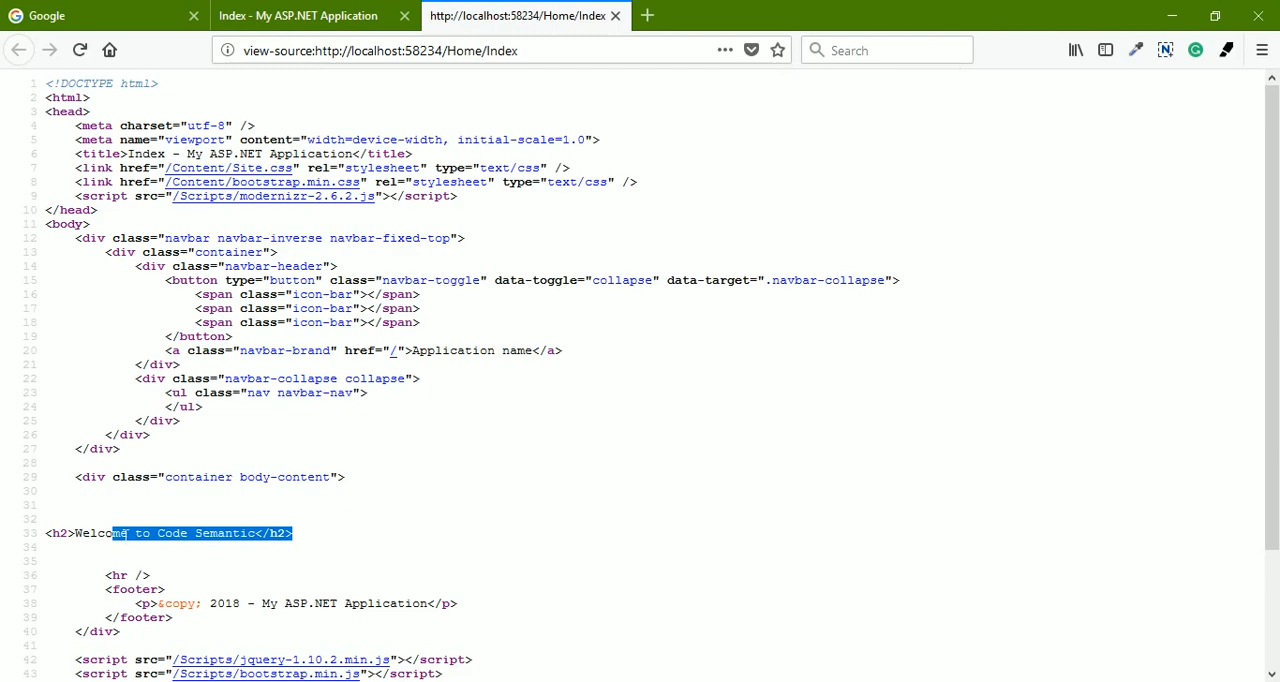 Google
Index - My ASP.NET Application
http://localhost:58234/Home/Index
view-source:http://localhost:58234/Home/Index
Search
1 <!DOCTYPE html>
2 <html>
3 <head>
4 <meta charset="utf-8" />
5 <meta name="viewport" content="width=device-width, initial-scale=1.0">
6 <title>Index - My ASP.NET Application</title>
7 <link href="/Content/Site.css" rel="stylesheet" type="text/css" />
8 <link href="/Content/bootstrap.min.css" rel="stylesheet" type="text/css" />
9 <script src="/Scripts/modernizr-2.6.2.js"></script>
10 </head>
11 <body>
12 <div class="navbar navbar-inverse navbar-fixed-top">
13 <div class="container">
14 <div class="navbar-header">
15 <button type="button" class="navbar-toggle" data-toggle="collapse" data-target=".navbar-collapse">
16 <span class="icon-bar"></span>
17 <span class="icon-bar"></span>
18 <span class="icon-bar"></span>
19 </button>
20 <a class="navbar-brand" href="/">Application name</a>
21 </div>
22 <div class="navbar-collapse collapse">
23 <ul class="nav navbar-nav">
24 </ul>
25 </div>
26 </div>
27 </div>
28
29 <div class="container body-content">
30
31
32
33 <h2>Welcome to Code Semantic</h2>
34
35
36 <hr />
37 <footer>
38 <p>&copy; 2018 - My ASP.NET Application</p>
39 </footer>
40 </div>
41
42 <script src="/Scripts/jquery-1.10.2.min.js"></script>
43 <script src="/Scripts/bootstrap.min.js"></script>